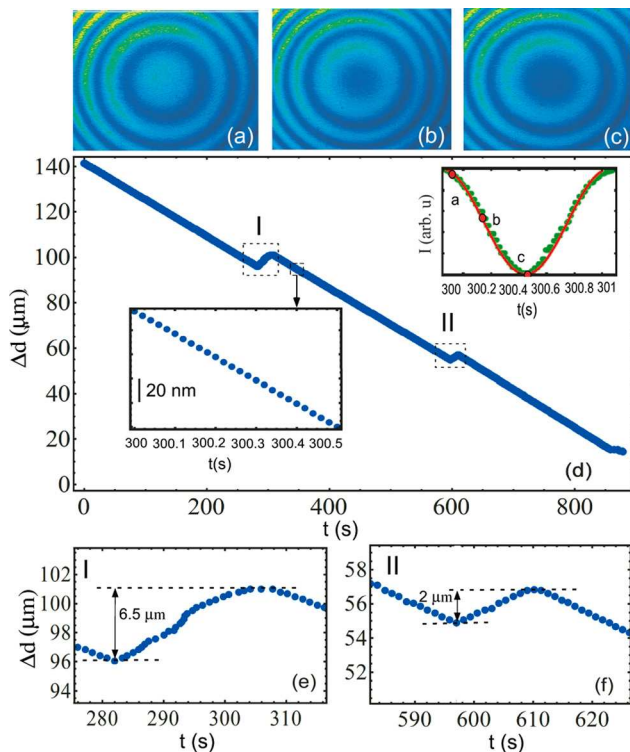 (a)
(b)
(c)
140
120
100
80
60
40
20
0
Δd (μm)
I
II
I (arb. u)
a
b
c
300 300.2 300.4 300.6 300.8 301
t(s)
20 nm
300 300.1 300.2 300.3 300.4 300.5
t(s)
(d)
0 200 400 600 800
t (s)
I
102
100
98
96
94
Δd (μm)
6.5 μm
(e)
280 290 300 310
t (s)
II
58
56
54
52
2 μm
(f)
590 600 610 620
t (s)